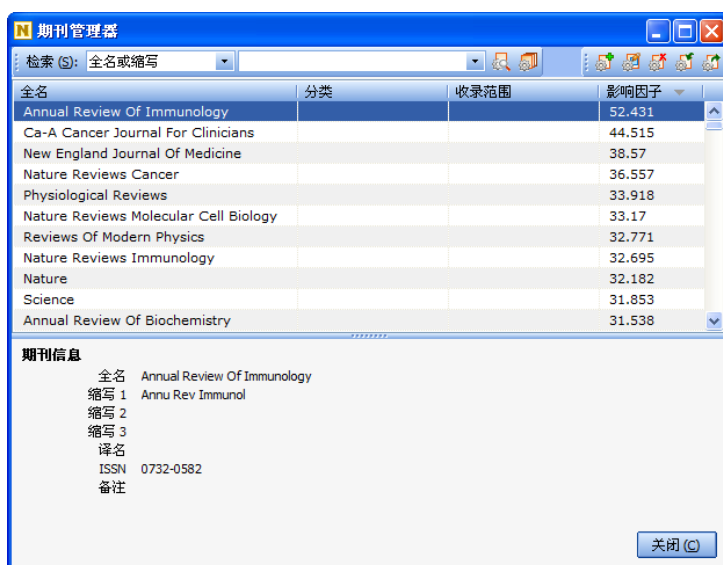 N 期刊管理器
检索 (S): 全名或缩写
全名 分类 收录范围 影响因子
Annual Review Of Immunology 52.431
Ca-A Cancer Journal For Clinicians 44.515
New England Journal Of Medicine 38.57
Nature Reviews Cancer 36.557
Physiological Reviews 33.918
Nature Reviews Molecular Cell Biology 33.17
Reviews Of Modern Physics 32.771
Nature Reviews Immunology 32.695
Nature 32.182
Science 31.853
Annual Review Of Biochemistry 31.538
期刊信息
全名 Annual Review Of Immunology
缩写 1 Annu Rev Immunol
缩写 2
缩写 3
译名
ISSN 0732-0582
备注
关闭 (C)